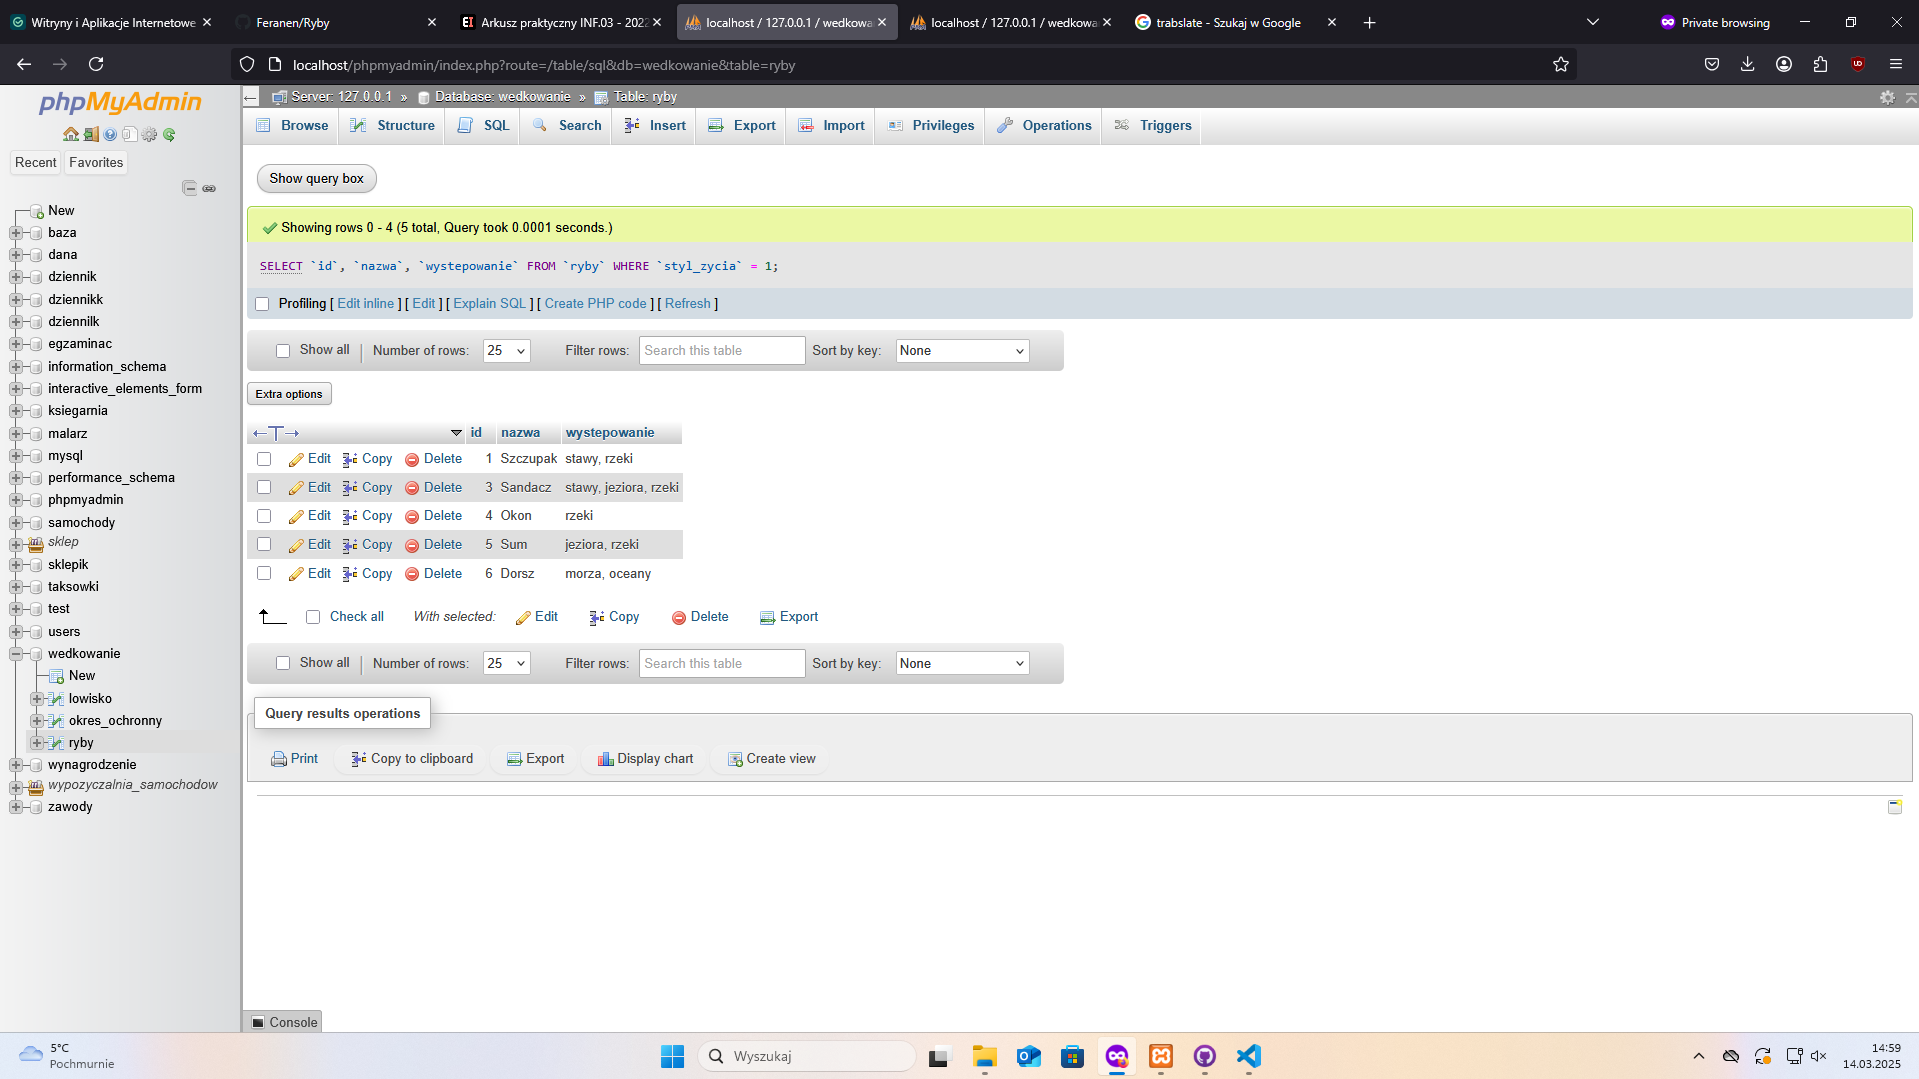 Witryny i Aplikacje Internetowe
Feranen/Ryby
Arkusz praktyczny INF.03 - 2022
localhost / 127.0.0.1 / wedkowa
localhost / 127.0.0.1 / wedkowa
trabslate - Szukaj w Google
Private browsing
localhost/phpmyadmin/index.php?route=/table/sql&db=wedkowanie&table=ryby
phpMyAdmin
Recent
Favorites
New
baza
dana
dziennik
dziennikk
dziennilk
egzaminac
information_schema
interactive_elements_form
ksiegarnia
malarz
mysql
performance_schema
phpmyadmin
samochody
sklep
sklepik
taksowki
test
users
wedkowanie
New
lowisko
okres_ochronny
ryby
wynagrodzenie
wypozyczalnia_samochodow
zawody
Server: 127.0.0.1 » Database: wedkowanie » Table: ryby
Browse
Structure
SQL
Search
Insert
Export
Import
Privileges
Operations
Triggers
Show query box
Showing rows 0 - 4 (5 total, Query took 0.0001 seconds.)
SELECT `id`, `nazwa`, `wystepowanie` FROM `ryby` WHERE `styl_zycia` = 1;
Profiling [ Edit inline ] [ Edit ] [ Explain SQL ] [ Create PHP code ] [ Refresh ]
Show all | Number of rows: 25 Filter rows: Search this table Sort by key: None
Extra options
id nazwa wystepowanie
Edit Copy Delete 1 Szczupak stawy, rzeki
Edit Copy Delete 3 Sandacz stawy, jeziora, rzeki
Edit Copy Delete 4 Okon rzeki
Edit Copy Delete 5 Sum jeziora, rzeki
Edit Copy Delete 6 Dorsz morza, oceany
Check all With selected: Edit Copy Delete Export
Show all | Number of rows: 25 Filter rows: Search this table Sort by key: None
Query results operations
Print Copy to clipboard Export Display chart Create view
Console
5°C
Pochmurnie
Wyszukaj
14:59
14.03.2025